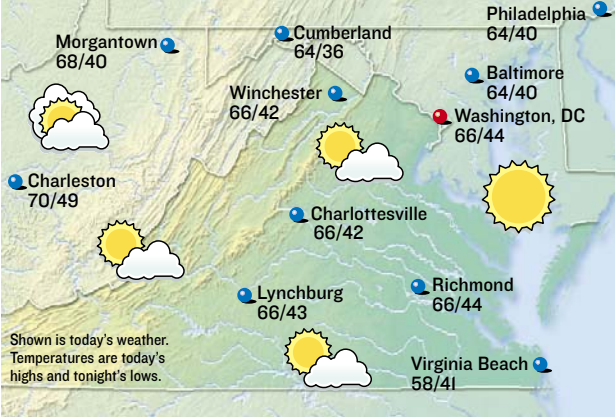 Philadelphia
64/40
Cumberland
64/36
Morgantown
68/40
Baltimore
64/40
Winchester
66/42
Washington, DC
66/44
Charleston
70/49
Charlottesville
66/42
Richmond
66/44
Lynchburg
66/43
Shown is today's weather.
Temperatures are today's
highs and tonight's lows.
Virginia Beach
58/41